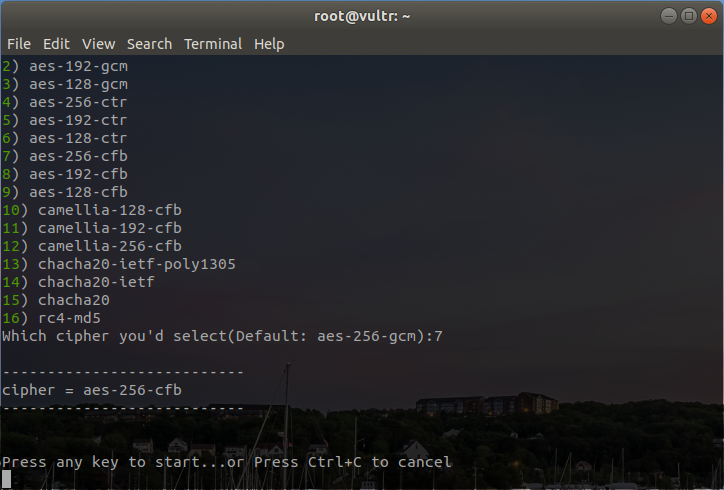 root@vultr: ~
File Edit View Search Terminal Help
2) aes-192-gcm
3) aes-128-gcm
4) aes-256-ctr
5) aes-192-ctr
6) aes-128-ctr
7) aes-256-cfb
8) aes-192-cfb
9) aes-128-cfb
10) camellia-128-cfb
11) camellia-192-cfb
12) camellia-256-cfb
13) chacha20-ietf-poly1305
14) chacha20-ietf
15) chacha20
16) rc4-md5
Which cipher you'd select(Default: aes-256-gcm):7
---------------------------
cipher = aes-256-cfb
---------------------------
Press any key to start...or Press Ctrl+C to cancel